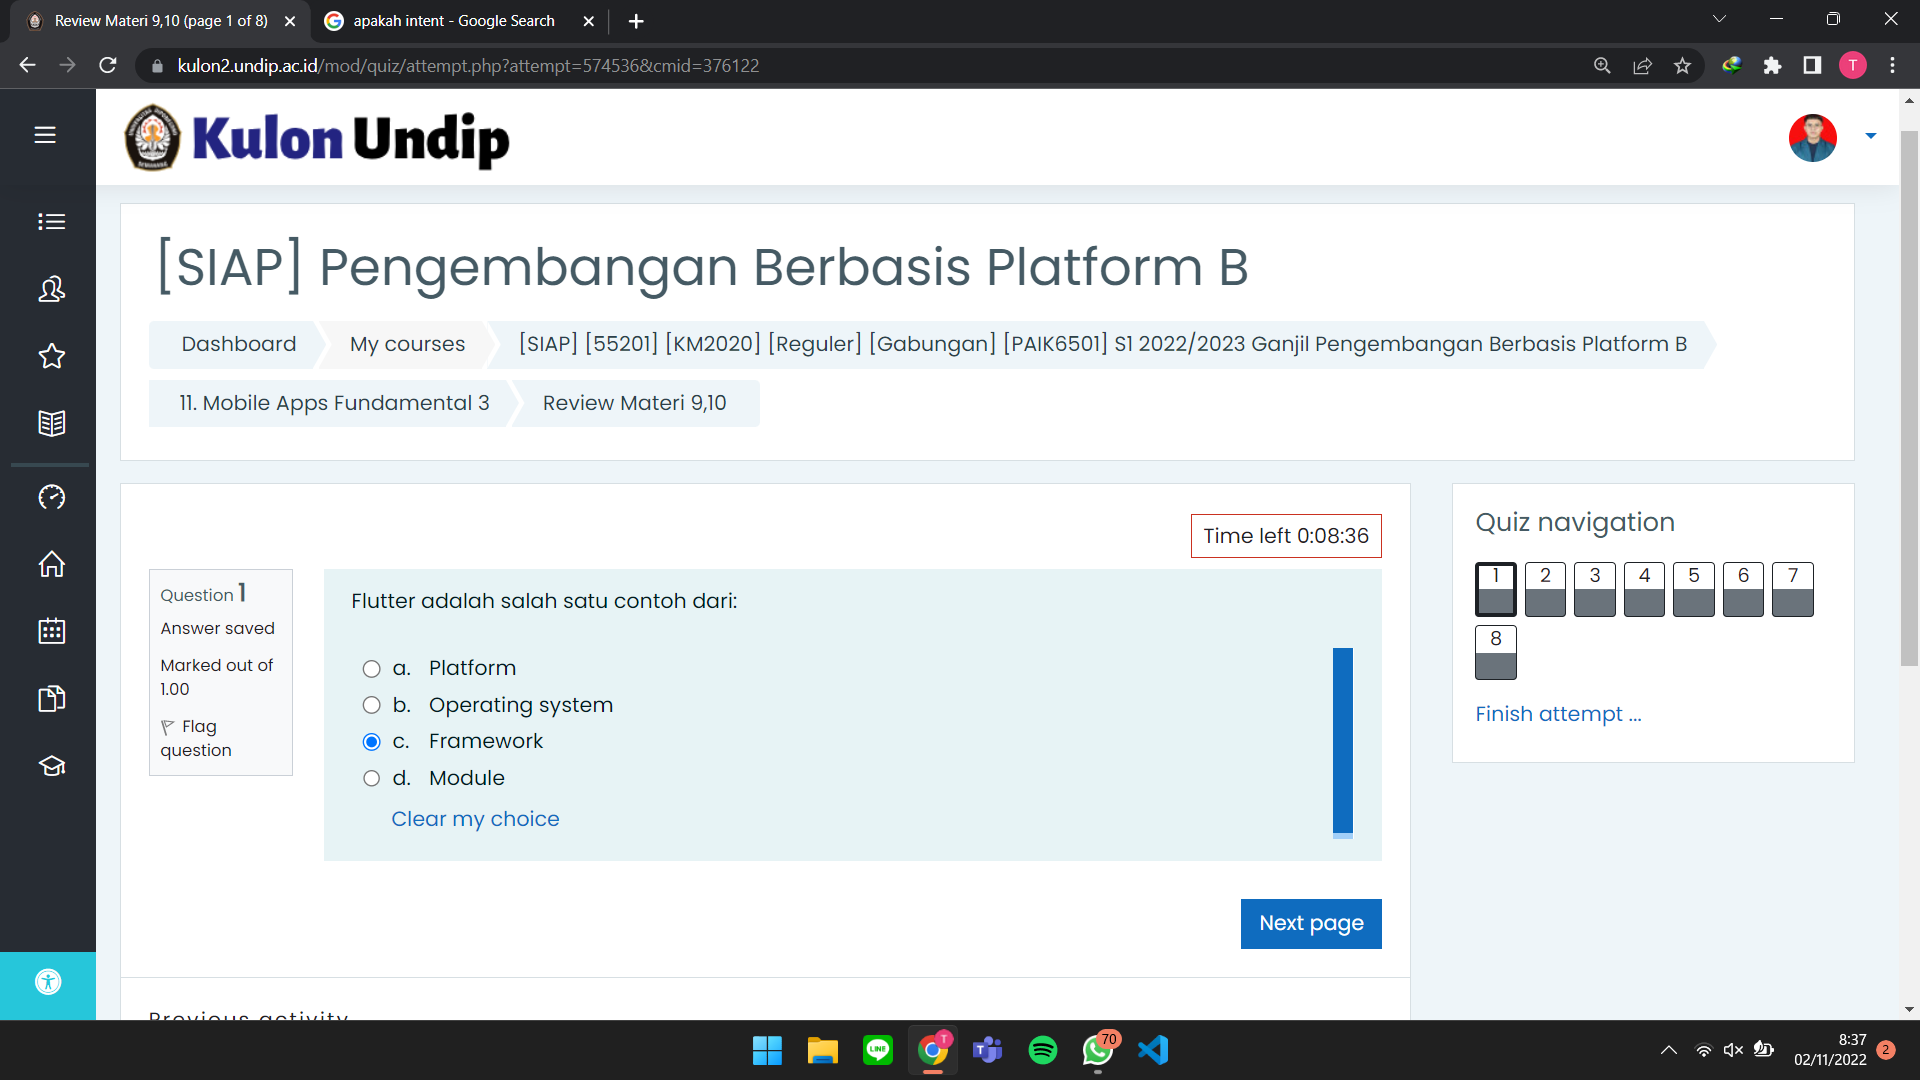 Review Materi 9,10 (page 1 of 8)
apakah intent - Google Search
kulon2.undip.ac.id/mod/quiz/attempt.php?attempt=574536&cmid=376122
T
Kulon Undip
[SIAP] Pengembangan Berbasis Platform B
Dashboard
My courses
[SIAP] [55201] [KM2020] [Reguler] [Gabungan] [PAIK6501] S1 2022/2023 Ganjil Pengembangan Berbasis Platform B
11. Mobile Apps Fundamental 3
Review Materi 9,10
Time left 0:08:36
Question 1
Answer saved
Marked out of
1.00
Flag
question
Flutter adalah salah satu contoh dari:
a. Platform
b. Operating system
c. Framework
d. Module
Clear my choice
Next page
Quiz navigation
1 2 3 4 5 6 7
8
Finish attempt ...
Previous activity
LINE
T
T
70
8:37
02/11/2022
2